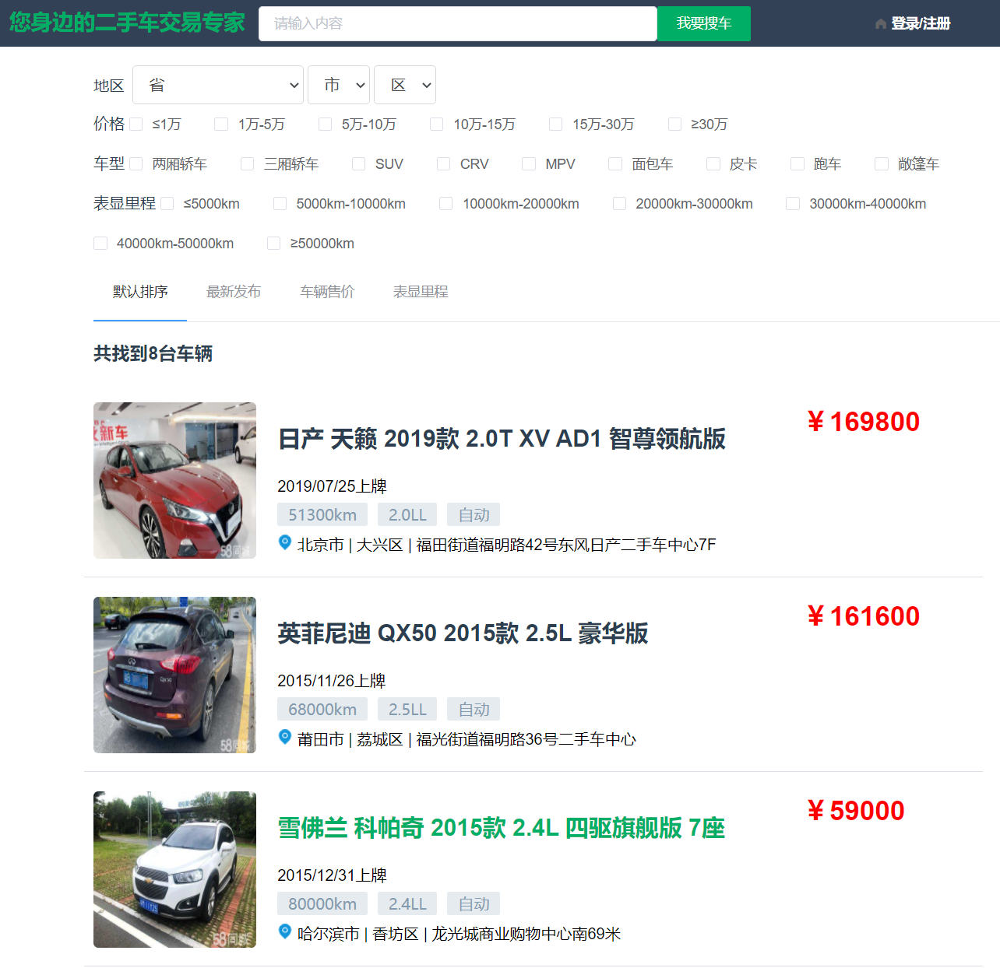 您身边的二手车交易专家 请输入内容 我要搜车 登录/注册
地区 省 市 区
价格 ≤1万 1万-5万 5万-10万 10万-15万 15万-30万 ≥30万
车型 两厢轿车 三厢轿车 SUV CRV MPV 面包车 皮卡 跑车 敞篷车
表显里程 ≤5000km 5000km-10000km 10000km-20000km 20000km-30000km 30000km-40000km
40000km-50000km ≥50000km
默认排序 最新发布 车辆售价 表显里程
共找到8台车辆
新车
58同城
日产 天籁 2019款 2.0T XV AD1 智尊领航版
¥ 169800
2019/07/25上牌
51300km 2.0LL 自动
北京市 | 大兴区 | 福田街道福明路42号东风日产二手车中心7F
QX50
58同城
英菲尼迪 QX50 2015款 2.5L 豪华版
¥ 161600
2015/11/26上牌
68000km 2.5LL 自动
莆田市 | 荔城区 | 福光街道福明路36号二手车中心
58同城
雪佛兰 科帕奇 2015款 2.4L 四驱旗舰版 7座
¥ 59000
2015/12/31上牌
80000km 2.4LL 自动
哈尔滨市 | 香坊区 | 龙光城商业购物中心南69米